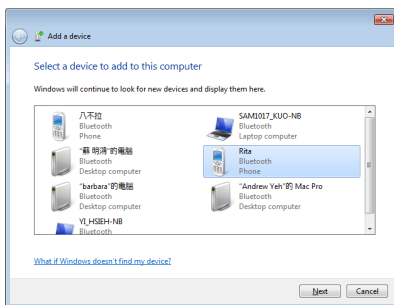 Add a device
Select a device to add to this computer
Windows will continue to look for new devices and display them here.
八不拉
Bluetooth
Phone
SAM1017_KUO-NB
Bluetooth
Laptop computer
"蘇明鴻"的電腦
Bluetooth
Desktop computer
Rita
Bluetooth
Phone
"barbara"的電腦
Bluetooth
Desktop computer
"Andrew Yeh"的 Mac Pro
Bluetooth
Desktop computer
YI_HSIEH-NB
Bluetooth
What if Windows doesn't find my device?
Next
Cancel